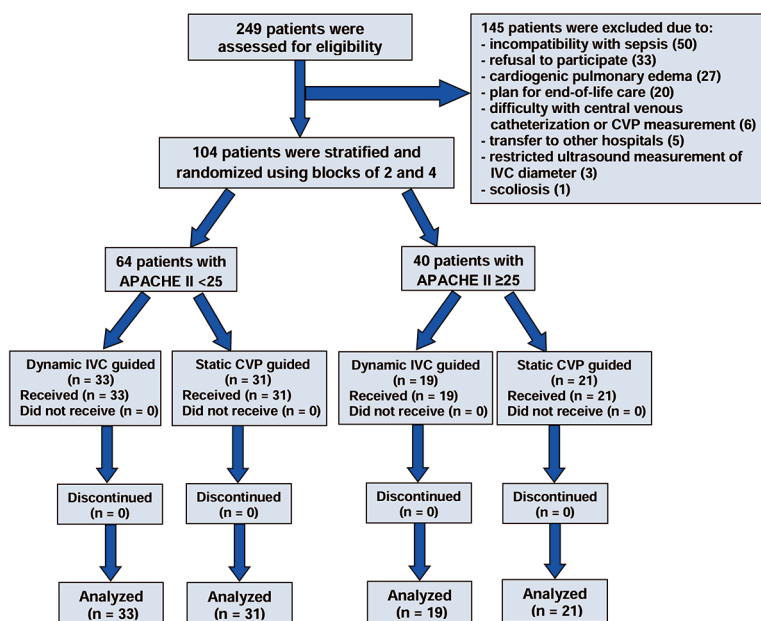 249 patients were
assessed for eligibility
145 patients were excluded due to:
- incompatibility with sepsis (50)
- refusal to participate (33)
- cardiogenic pulmonary edema (27)
- plan for end-of-life care (20)
- difficulty with central venous
catheterization or CVP measurement (6)
- transfer to other hospitals (5)
- restricted ultrasound measurement of
IVC diameter (3)
- scoliosis (1)
104 patients were stratified and
randomized using blocks of 2 and 4
64 patients with
APACHE II <25
40 patients with
APACHE II ≥25
Dynamic IVC guided
(n = 33)
Received (n = 33)
Did not receive (n = 0)
Static CVP guided
(n = 31)
Received (n = 31)
Did not receive (n = 0)
Dynamic IVC guided
(n = 19)
Received (n = 19)
Did not receive (n = 0)
Static CVP guided
(n = 21)
Received (n = 21)
Did not receive (n = 0)
Discontinued
(n = 0)
Discontinued
(n = 0)
Discontinued
(n = 0)
Discontinued
(n = 0)
Analyzed
(n = 33)
Analyzed
(n = 31)
Analyzed
(n = 19)
Analyzed
(n = 21)